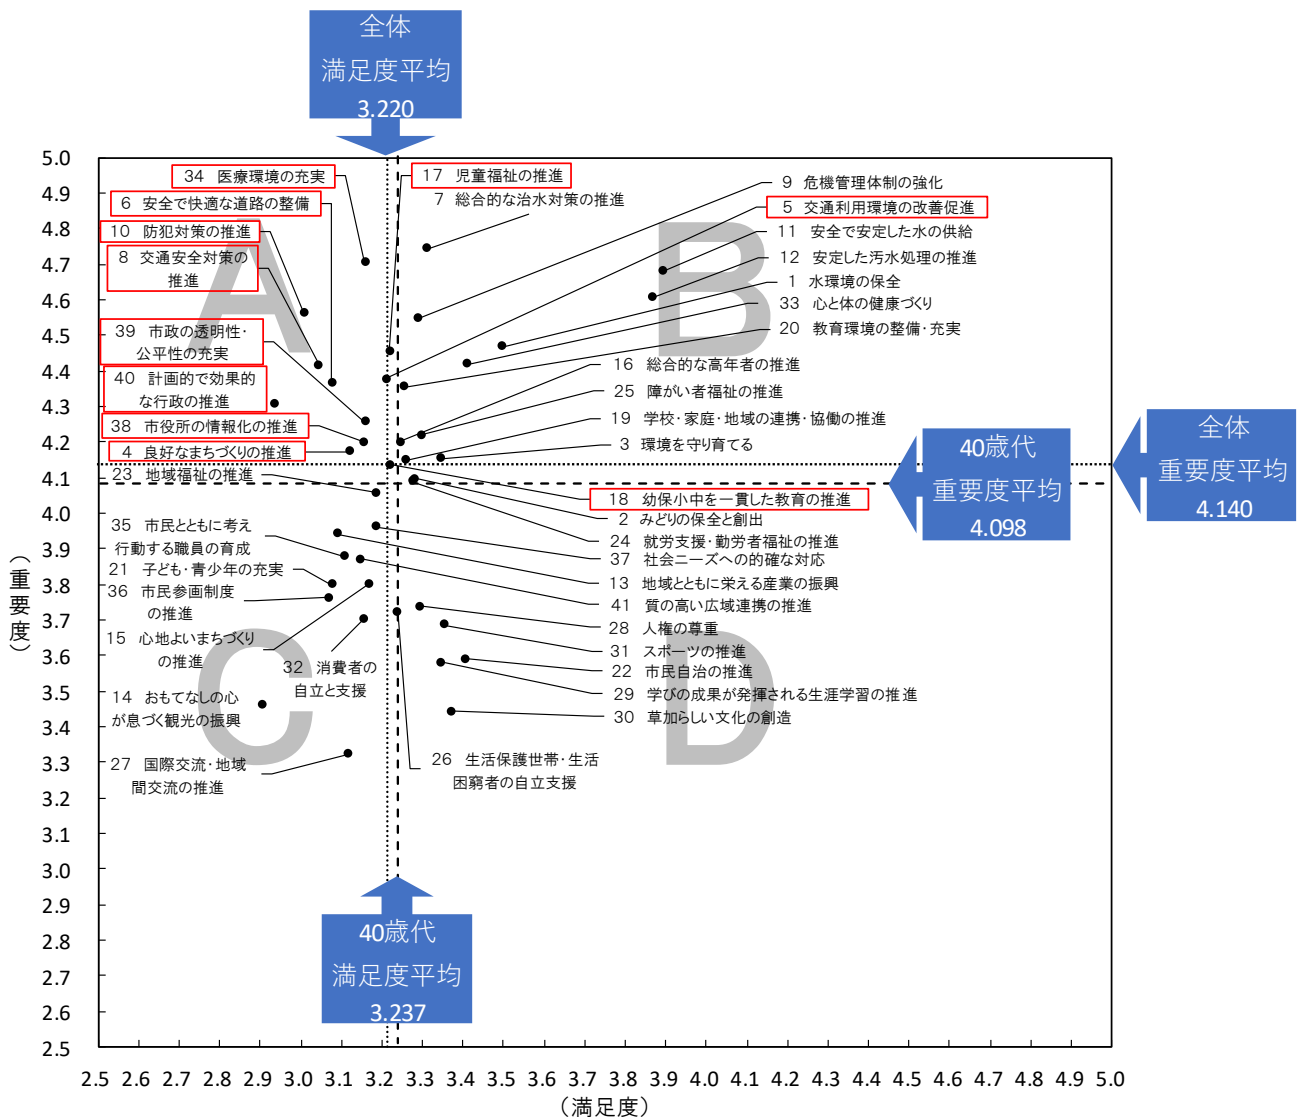 全体
満足度平均
3.220
5.0
4.9
4.8
4.7
4.6
4.5
4.4
4.3
4.2
4.1
4.0
3.9
3.8
3.7
3.6
3.5
3.4
3.3
3.2
3.1
3.0
2.9
2.8
2.7
2.6
2.5
（重要度）
A
B
C
D
34 医療環境の充実
6 安全で快適な道路の整備
10 防犯対策の推進
8 交通安全対策の
推進
39 市政の透明性・
公平性の充実
40 計画的で効果的
な行政の推進
38 市役所の情報化の推進
4 良好なまちづくりの推進
23 地域福祉の推進
35 市民とともに考え
行動する職員の育成
21 子ども・青少年の充実
36 市民参画制度
の推進
15 心地よいまちづくり
の推進
32 消費者の
自立と支援
14 おもてなしの心
が息づく観光の振興
27 国際交流・地域
間交流の推進
17 児童福祉の推進
7 総合的な治水対策の推進
9 危機管理体制の強化
5 交通利用環境の改善促進
11 安全で安定した水の供給
12 安定した汚水処理の推進
1 水環境の保全
33 心と体の健康づくり
20 教育環境の整備・充実
16 総合的な高年者の推進
25 障がい者福祉の推進
19 学校・家庭・地域の連携・協働の推進
3 環境を守り育てる
18 幼保小中を一貫した教育の推進
2 みどりの保全と創出
24 就労支援・勤労者福祉の推進
37 社会ニーズへの的確な対応
13 地域とともに栄える産業の振興
41 質の高い広域連携の推進
28 人権の尊重
31 スポーツの推進
22 市民自治の推進
29 学びの成果が発揮される生涯学習の推進
30 草加らしい文化の創造
26 生活保護世帯・生活
困窮者の自立支援
40歳代
重要度平均
4.098
全体
重要度平均
4.140
40歳代
満足度平均
3.237
2.5 2.6 2.7 2.8 2.9 3.0 3.1 3.2 3.3 3.4 3.5 3.6 3.7 3.8 3.9 4.0 4.1 4.2 4.3 4.4 4.5 4.6 4.7 4.8 4.9 5.0
（満足度）